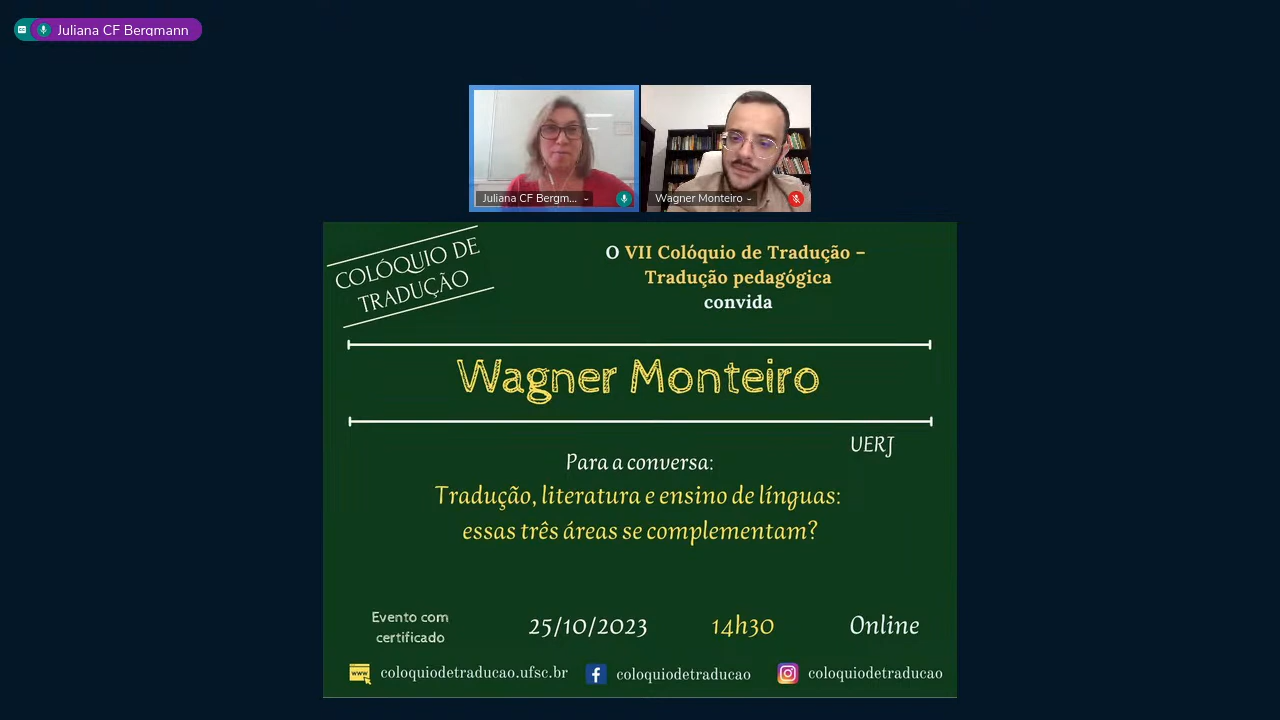 Juliana CF Bergmann
Juliana CF Bergm...
Wagner Monteiro
COLÓQUIO DE
TRADUÇÃO
O VII Colóquio de Tradução –
Tradução pedagógica
convida
Wagner Monteiro
UERJ
Para a conversa:
Tradução, literatura e ensino de línguas:
essas três áreas se complementam?
Evento com
certificado
25/10/2023
14h30
Online
www
coloquiodetraducao.ufsc.br
coloquiodetraducao
coloquiodetraducao